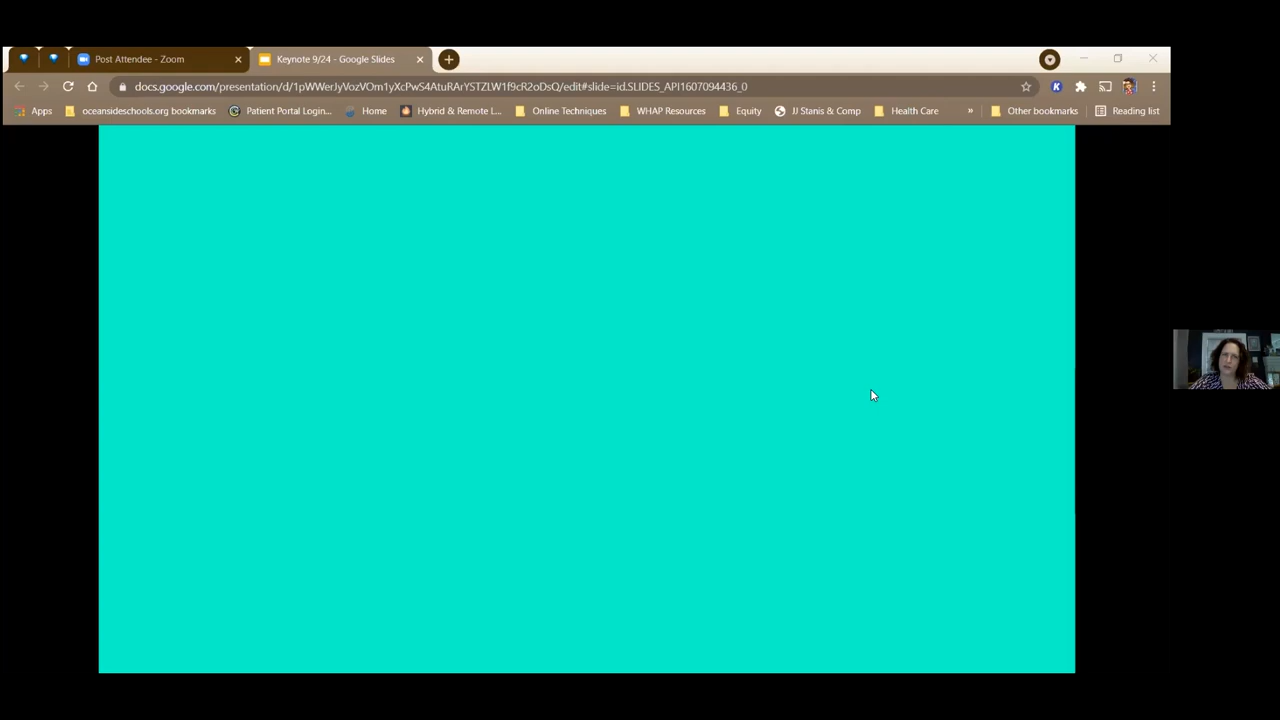 Post Attendee - Zoom
Keynote 9/24 - Google Slides
docs.google.com/presentation/d/1pWWerJyVozVOm1yXcPwS4AtuRArYSTZLW1f9cR2oDsQ/edit#slide=id.SLIDES_API1607094436_0
Apps oceansideschools.org bookmarks Patient Portal Login... Home Hybrid & Remote L... Online Techniques WHAP Resources Equity JJ Stanis & Comp Health Care » Other bookmarks Reading list